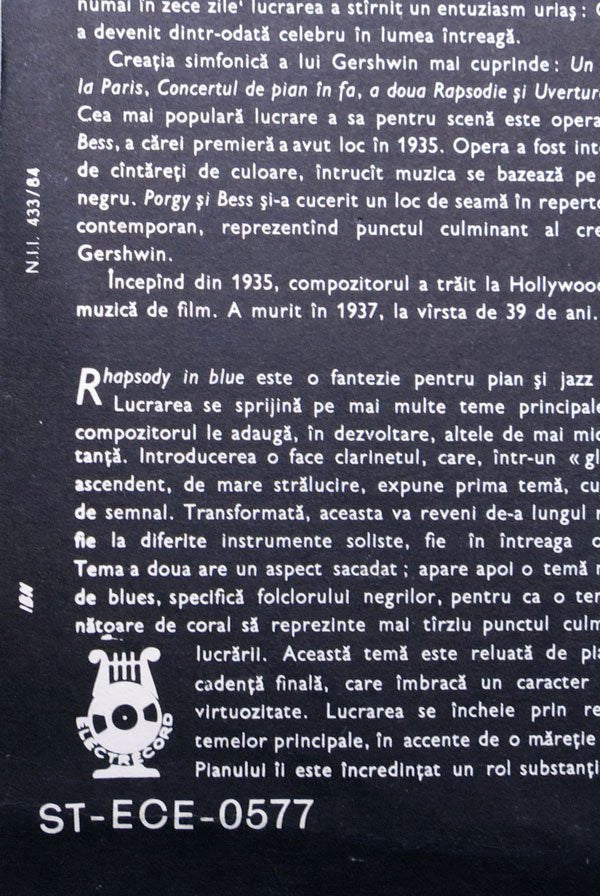 numai în zece zile' lucrarea a stîrnit un entuziasm uriaş :
a devenit dintr-odată celebru în lumea întreagă.
Creaţia simfonică a lui Gershwin mai cuprinde : Un
la Paris, Concertul de pian în fa, a doua Rapsodie şi Uvertur
Cea mai populară lucrare a sa pentru scenă este opera
Bess, a cărei premieră a avut loc în 1935. Opera a fost int
de cîntăreţi de culoare, întrucît muzica se bazează pe
negru. Porgy şi Bess şi-a cucerit un loc de seamă în repert
contemporan, reprezentînd punctul culminant al cre
Gershwin.
Începînd din 1935, compozitorul a trăit la Hollywoo
muzică de film. A murit în 1937, la vîrsta de 39 de ani.
N.I.I. 433/84
Rhapsody in blue este o fantezie pentru pian şi jazz
Lucrarea se sprijină pe mai multe teme principale
compozitorul le adaugă, în dezvoltare, altele de mai mic
tanţă. Introducerea o face clarinetul, care, într-un « gl
ascendent, de mare strălucire, expune prima temă, cu
de semnal. Transformată, aceasta va reveni de-a lungul
fie la diferite instrumente soliste, fie în întreaga o
Tema a doua are un aspect sacadat ; apare apoi o temă
de blues, specifică folclorului negrilor, pentru ca o te
nătoare de coral să reprezinte mai tîrziu punctul culm
lucrării. Această temă este reluată de pia
cadenţă finală, care îmbracă un caracter
virtuozitate. Lucrarea se încheie prin re
temelor principale, în accente de o măreţie
Pianului îi este încredinţat un rol substanţi
ELECTRECORD
ST-ECE-0577